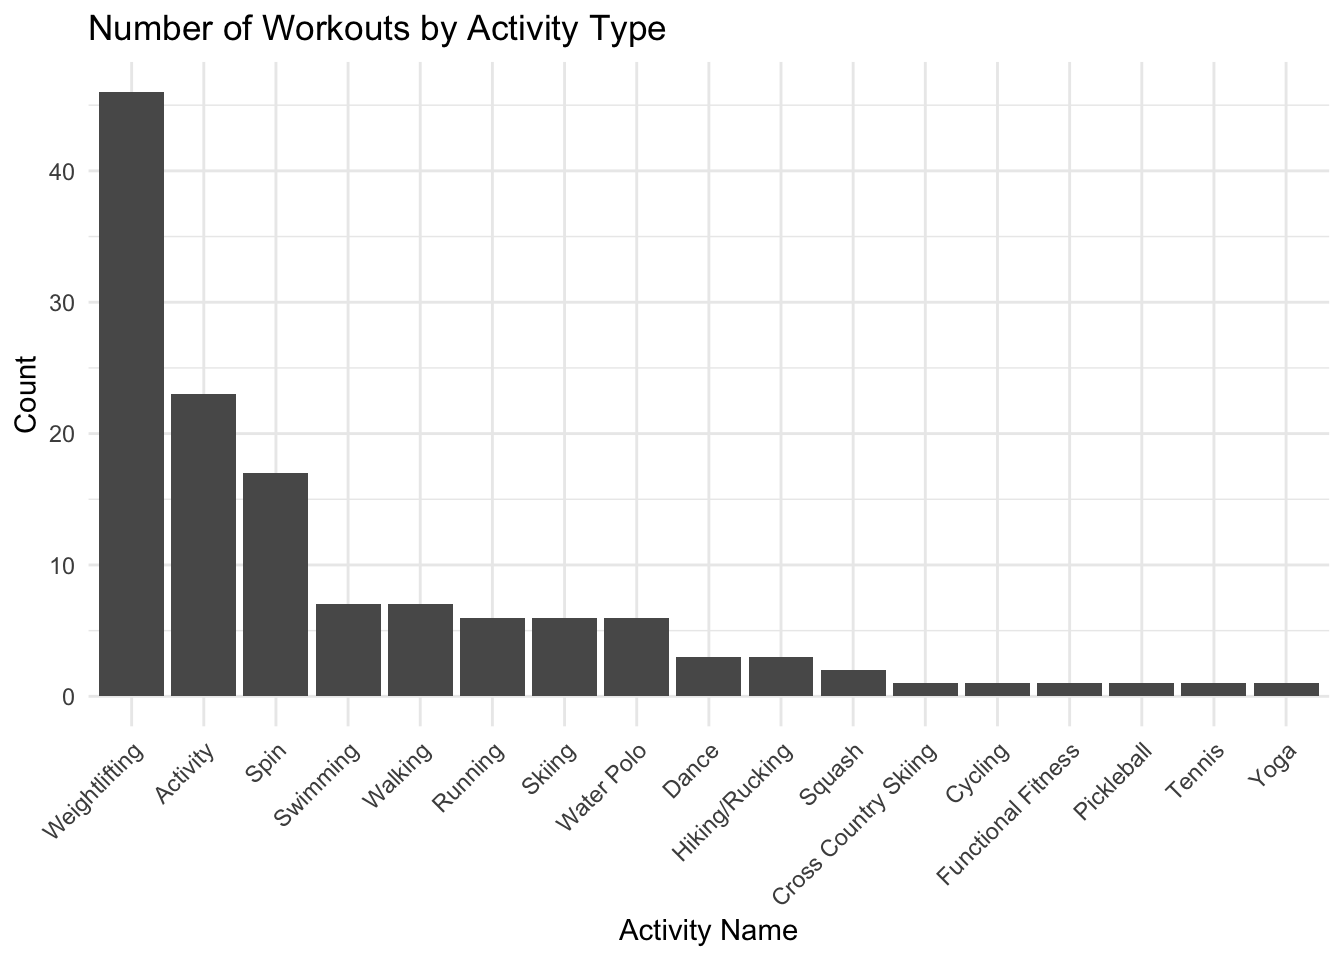 Number of Workouts by Activity Type
Count
40
30
20
10
0
Weightlifting
Activity
Spin
Swimming
Walking
Running
Skiing
Water Polo
Dance
Hiking/Rucking
Squash
Cross Country Skiing
Cycling
Functional Fitness
Pickleball
Tennis
Yoga
Activity Name